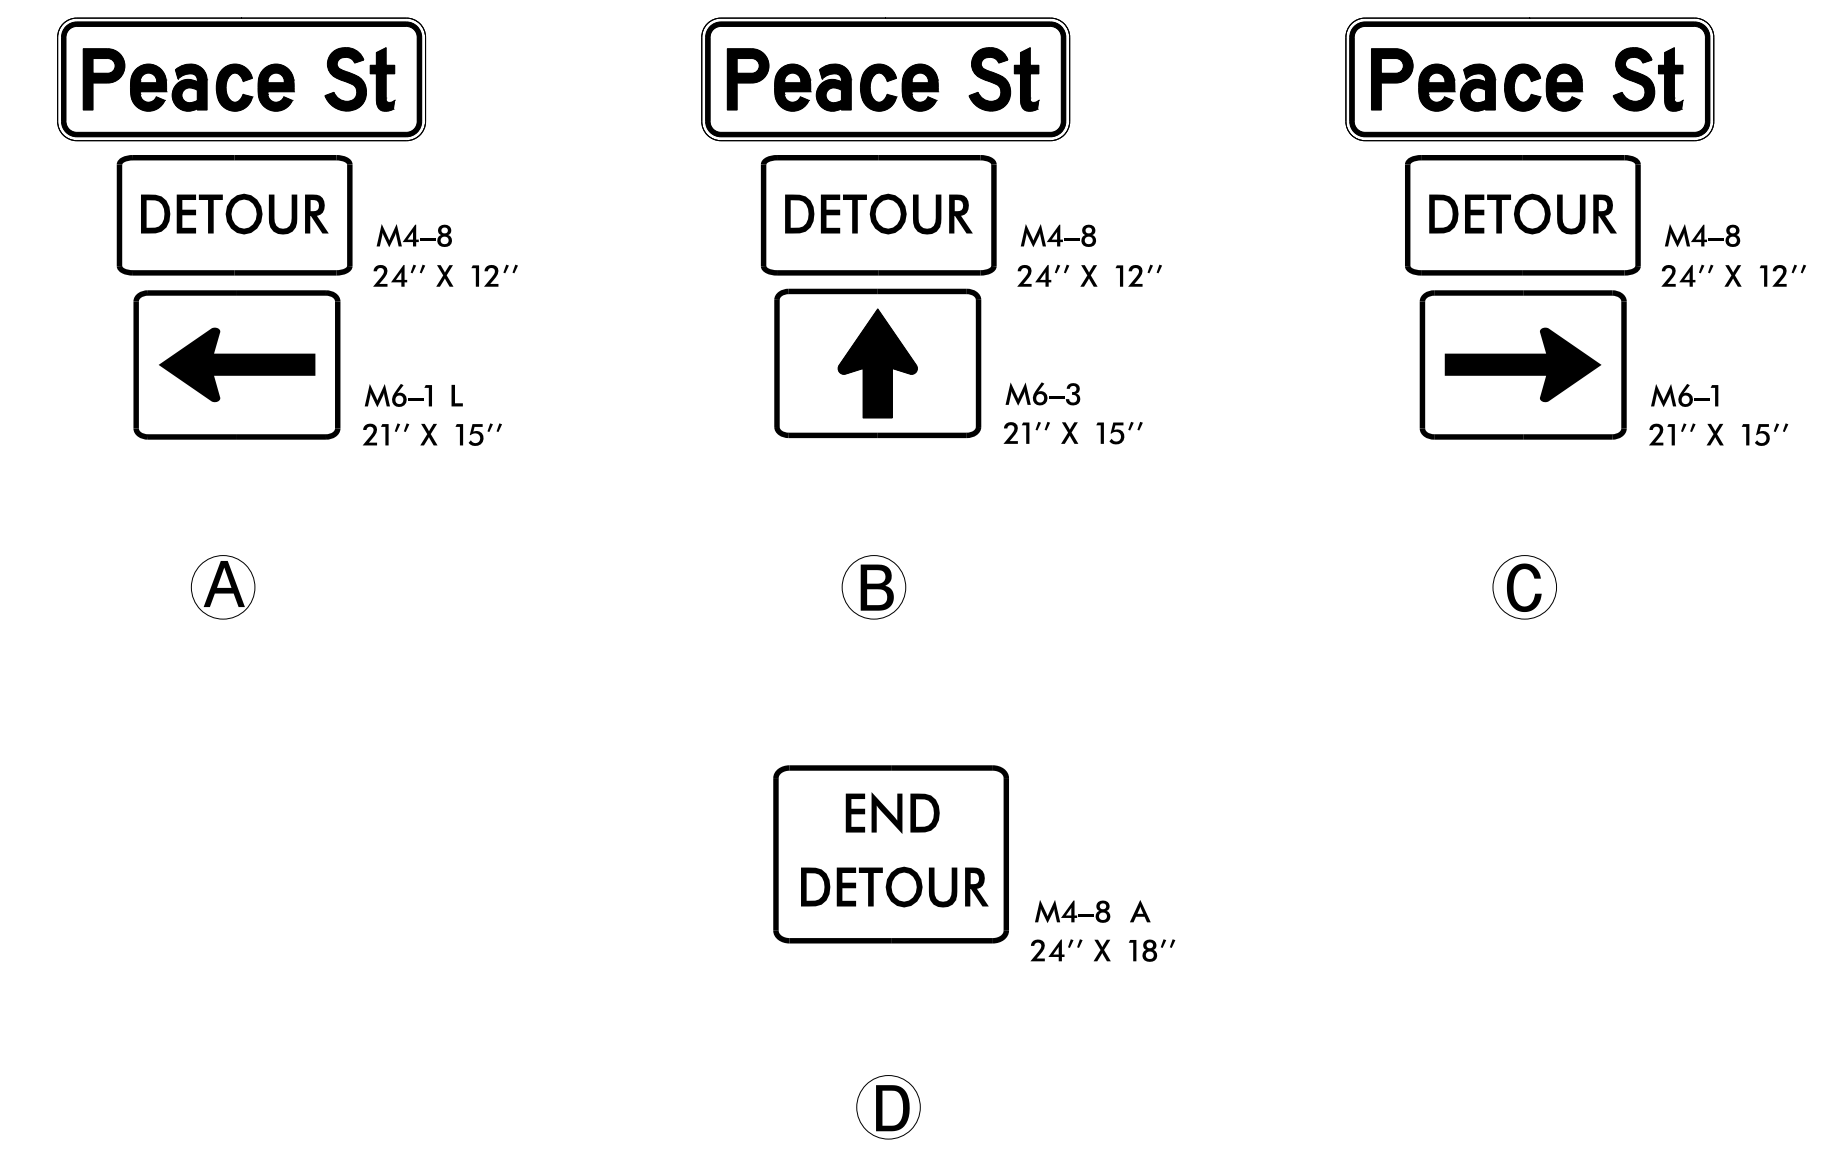 Peace St
DETOUR
M4-8
24'' X 12''
M6-1 L
21'' X 15''
A
Peace St
DETOUR
M4-8
24'' X 12''
M6-3
21'' X 15''
B
Peace St
DETOUR
M4-8
24'' X 12''
M6-1
21'' X 15''
C
END
DETOUR
M4-8 A
24'' X 18''
D